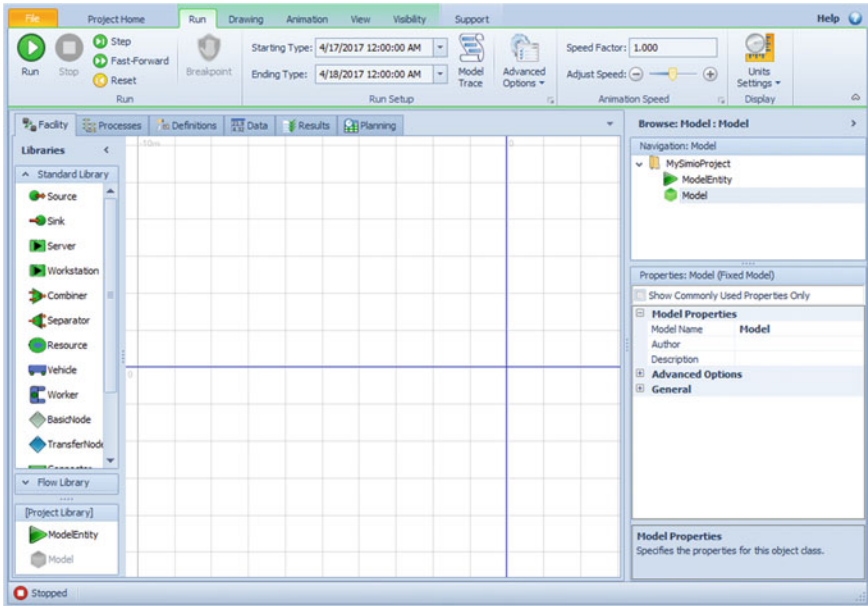 File Project Home Run Drawing Animation View Visibility Support Help
Step
Fast-Forward
Reset
Run Stop Breakpoint
Starting Type: 4/17/2017 12:00:00 AM
Ending Type: 4/18/2017 12:00:00 AM
Model Trace
Advanced Options
Speed Factor: 1.000
Adjust Speed:
Units Settings
Run Run Setup Animation Speed Display
Facility Processes Definitions Data Results Planning
Libraries
Standard Library
Source
Sink
Server
Workstation
Combiner
Separator
Resource
Vehicle
Worker
BasicNode
TransferNode
Flow Library
[Project Library]
ModelEntity
Model
-10m 0
0
Browse: Model : Model
Navigation: Model
MySimioProject
ModelEntity
Model
Properties: Model (Fixed Model)
Show Commonly Used Properties Only
Model Properties
Model Name Model
Author
Description
Advanced Options
General
Model Properties
Specifies the properties for this object class.
Stopped